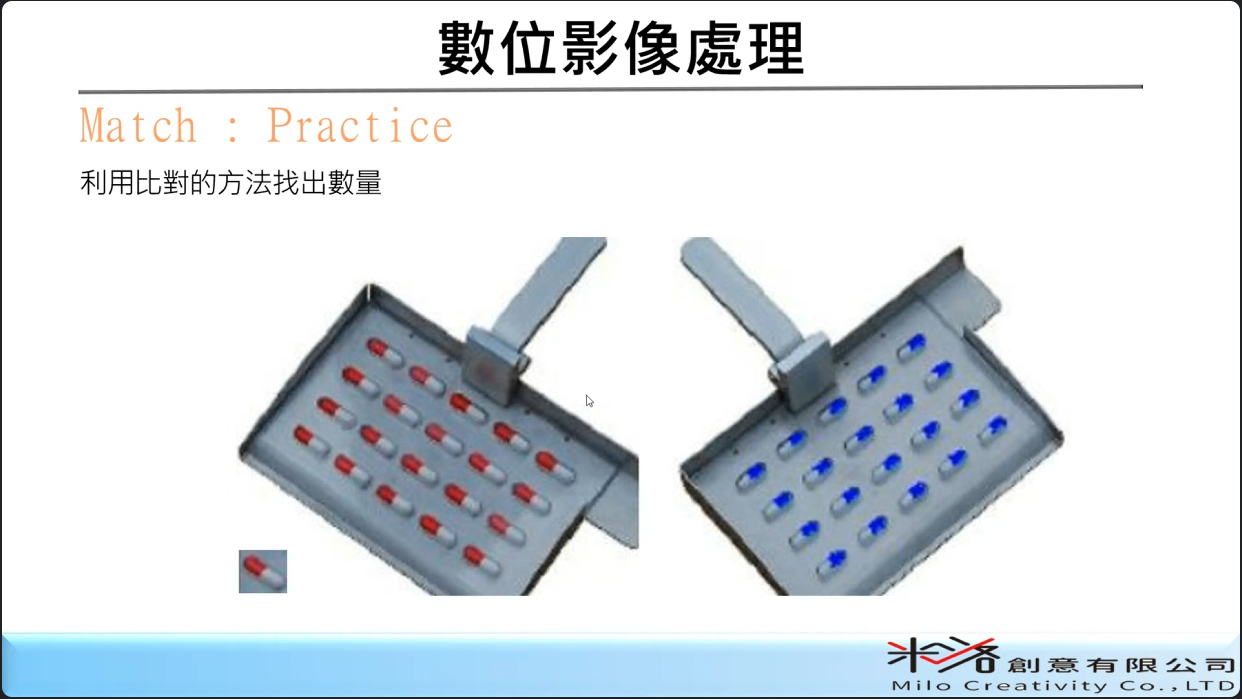 數位影像處理
Match : Practice
利用比對的方法找出數量
米洛創意有限公司
Milo Creativity Co.,LTD